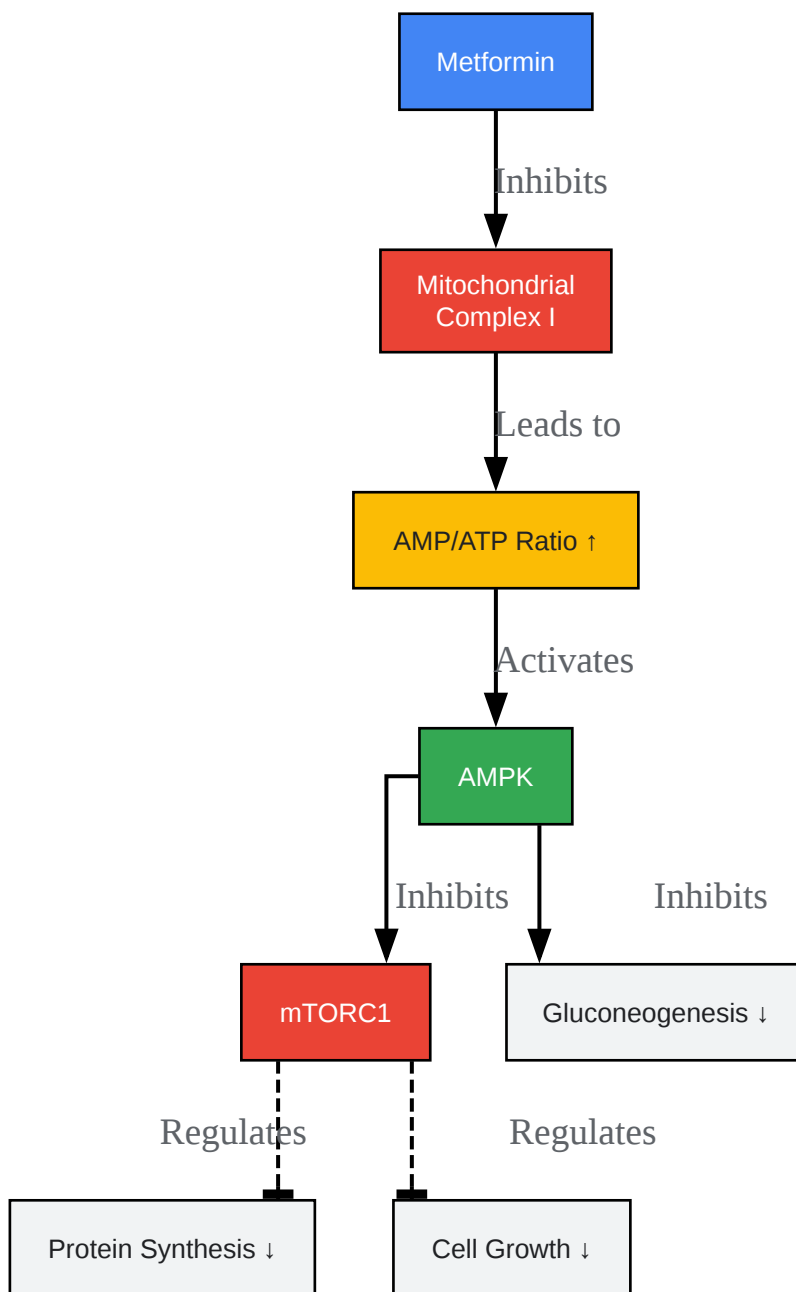 Metformin
Inhibits
Mitochondrial
Complex I
Leads to
AMP/ATP Ratio ↑
Activates
AMPK
Inhibits
Inhibits
mTORC1
Gluconeogenesis ↓
Regulates
Regulates
Protein Synthesis ↓
Cell Growth ↓